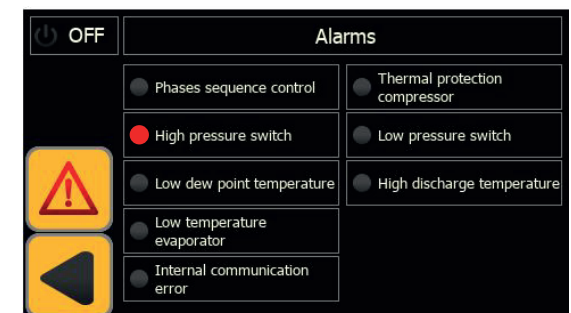 OFF
Alarms
Phases sequence control
Thermal protection
compressor
High pressure switch
Low pressure switch
Low dew point temperature
High discharge temperature
Low temperature
evaporator
Internal communication
error